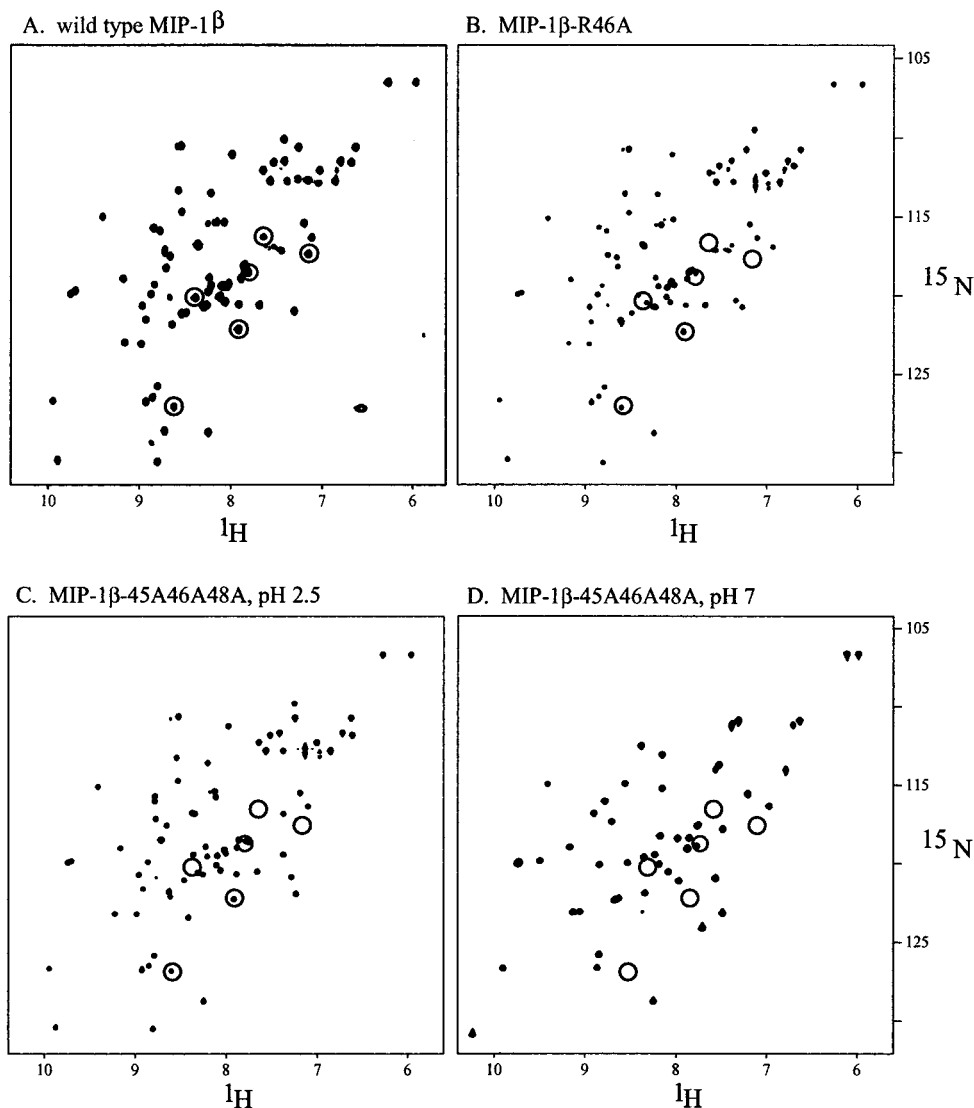 A. wild type MIP-1β
B. MIP-1β-R46A
105
115
15 N
125
10 9 8 7 6
1H
10 9 8 7 6
1H
C. MIP-1β-45A46A48A, pH 2.5
D. MIP-1β-45A46A48A, pH 7
105
115
15 N
125
10 9 8 7 6
1H
10 9 8 7 6
1H